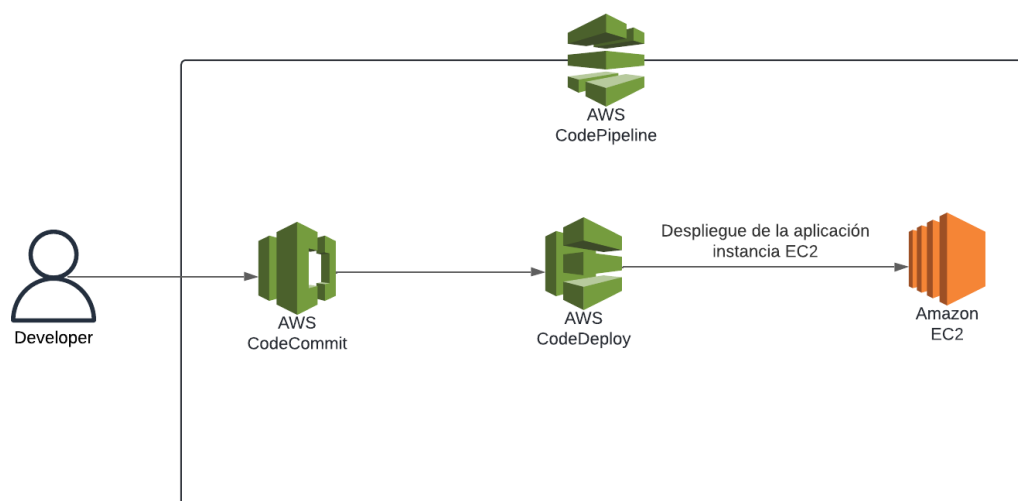 AWS
CodePipeline
Despliegue de la aplicación
instancia EC2
Developer
AWS
CodeCommit
AWS
CodeDeploy
Amazon
EC2